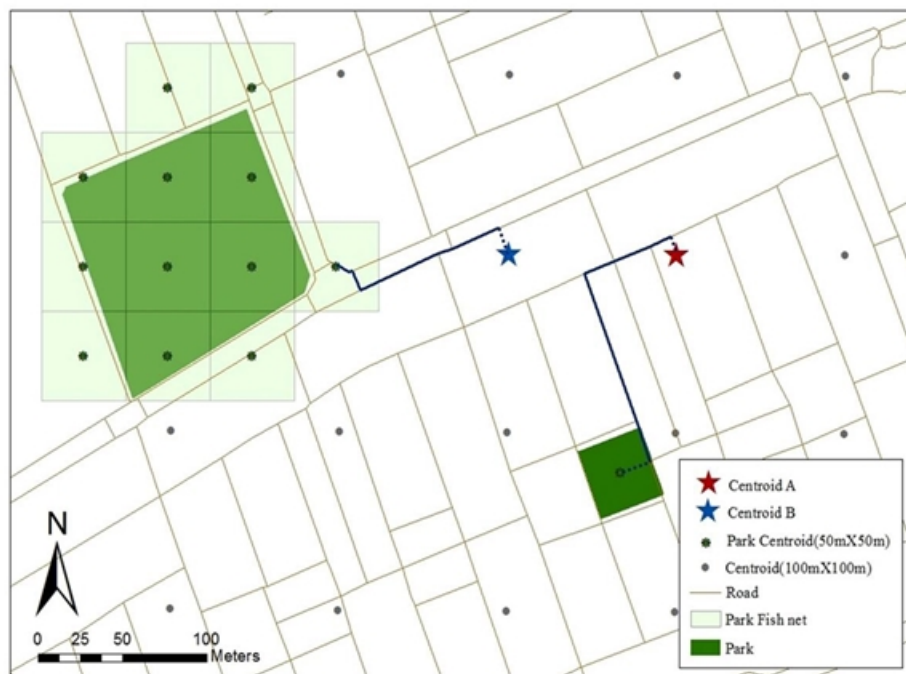 Centroid A
Centroid B
Park Centroid(50mX50m)
Centroid(100mX100m)
Road
Park Fish net
Park
N
0 25 50 100
Meters